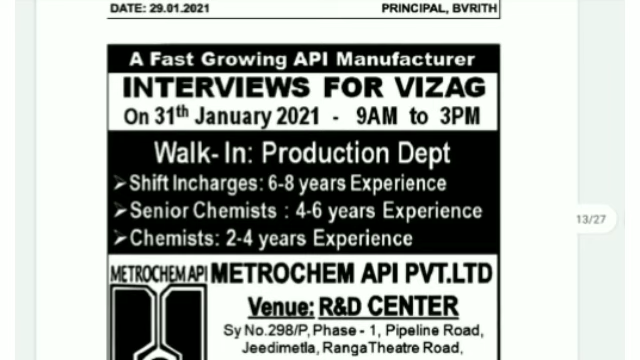 DATE: 29.01.2021 PRINCIPAL, BVRITH
A Fast Growing API Manufacturer
INTERVIEWS FOR VIZAG
On 31th January 2021 - 9AM to 3PM
Walk-In: Production Dept
➢Shift Incharges: 6-8 years Experience
➢Senior Chemists : 4-6 years Experience
➢Chemists: 2-4 years Experience
13/27
METROCHEM API METROCHEM API PVT.LTD
Venue: R&D CENTER
Sy No.298/P, Phase - 1, Pipeline Road,
Jeedimetla, RangaTheatre Road,